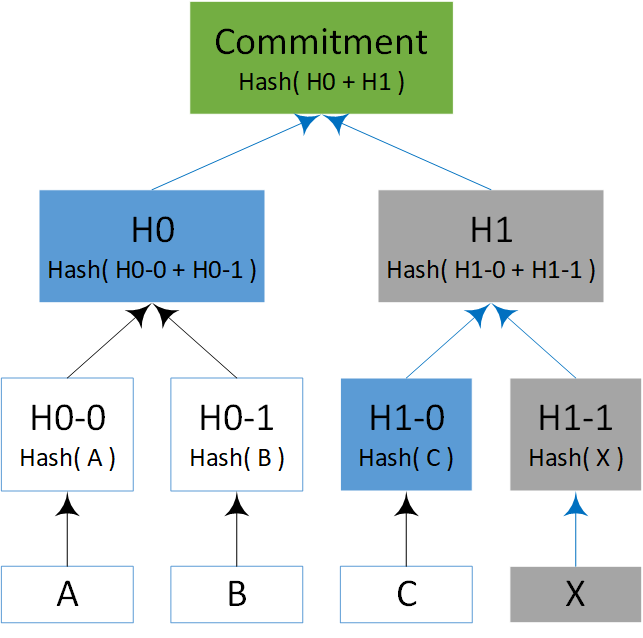 Commitment
Hash( H0 + H1 )
H0
Hash( H0-0 + H0-1 )
H1
Hash( H1-0 + H1-1 )
H0-0
Hash( A )
H0-1
Hash( B )
H1-0
Hash( C )
H1-1
Hash( X )
A
B
C
X